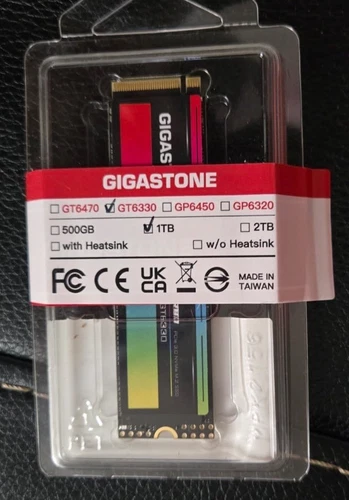 GIGASTONE
GIGASTONE
GT6470 GT6330 GP6450 GP6320
500GB 1TB 2TB
with Heatsink w/o Heatsink
FC CE UK CA MADE IN
TAIWAN